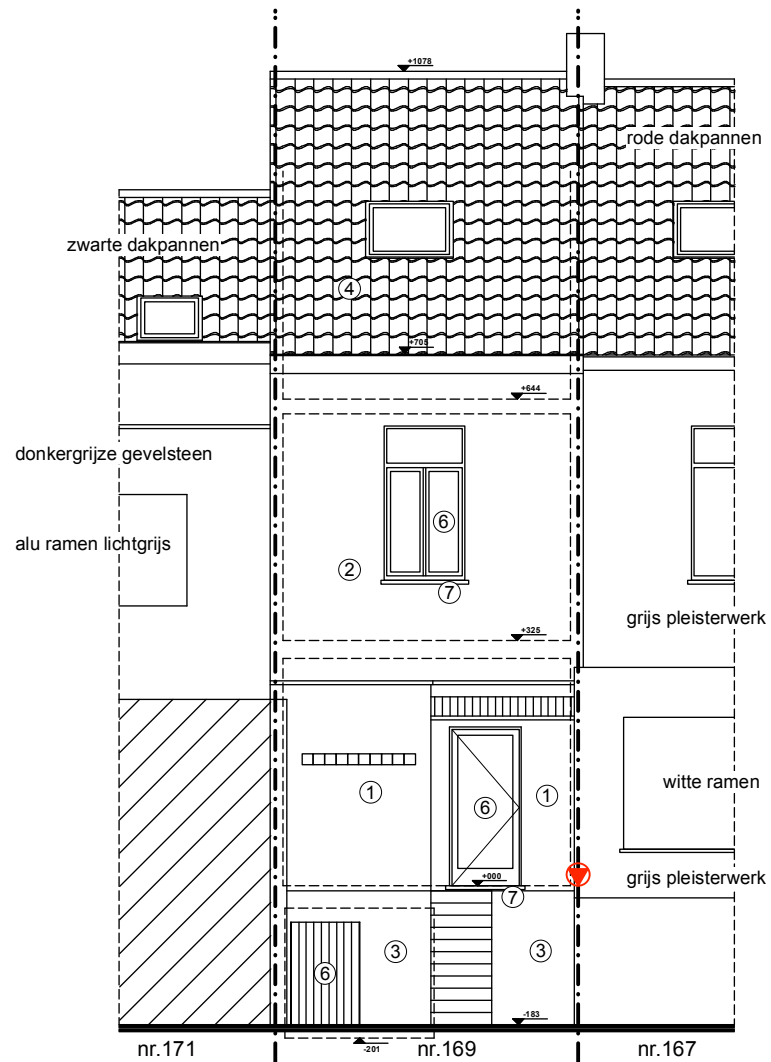 +1078
rode dakpannen
zwarte dakpannen
4
+705
+644
donkergrijze gevelsteen
6
alu ramen lichtgrijs
2
7
grijs pleisterwerk
+325
witte ramen
1
6
1
+000
grijs pleisterwerk
7
3
3
6
-183
-201
nr.171
nr.169
nr.167